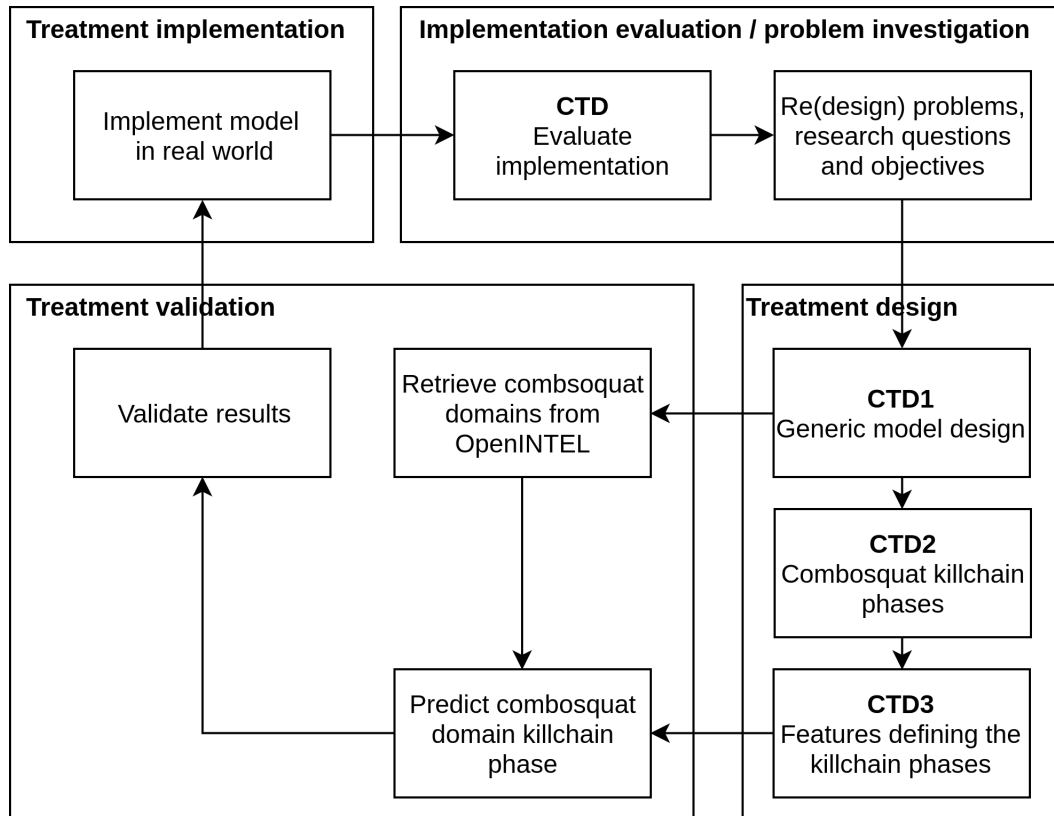 Treatment implementation
Implement model
in real world
Implementation evaluation / problem investigation
CTD
Evaluate
implementation
Re(design) problems,
research questions
and objectives
Treatment validation
Validate results
Retrieve combsoquat
domains from
OpenINTEL
Predict combosquat
domain killchain
phase
Treatment design
CTD1
Generic model design
CTD2
Combosquat killchain
phases
CTD3
Features defining the
killchain phases